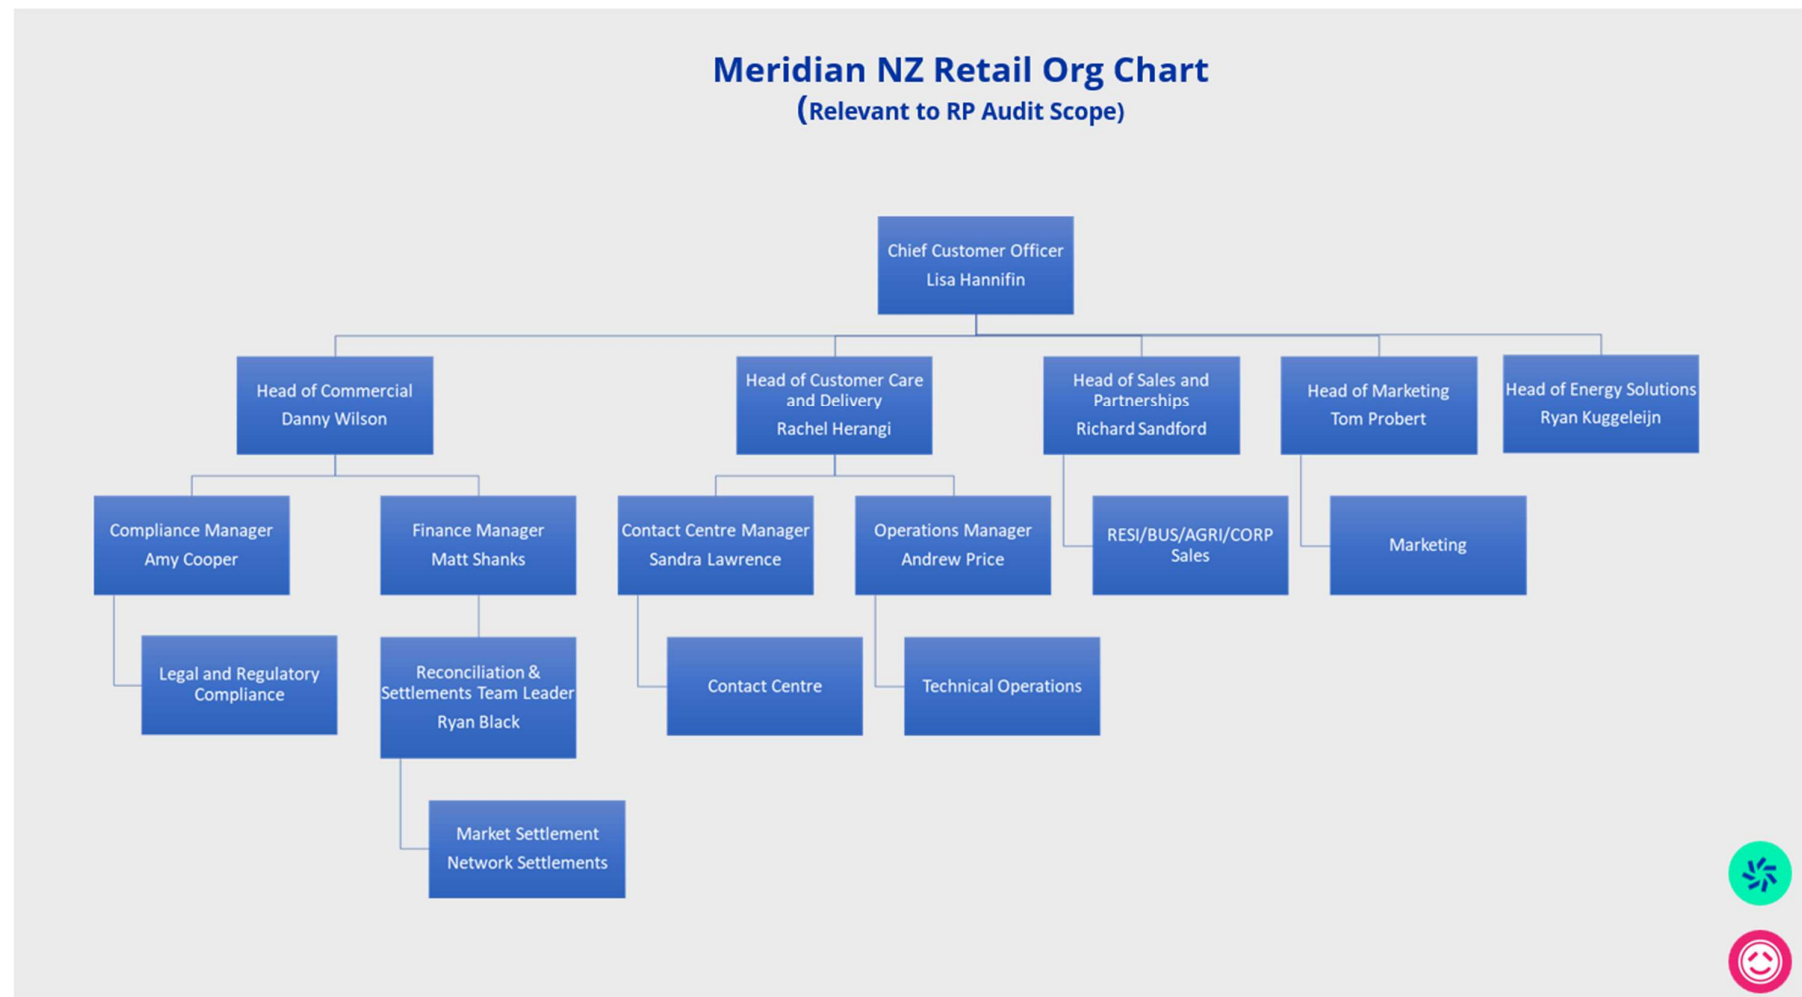 Meridian NZ Retail Org Chart
(Relevant to RP Audit Scope)
Chief Customer Officer
Lisa Hannifin
Head of Commercial
Danny Wilson
Head of Customer Care
and Delivery
Rachel Herangi
Head of Sales and
Partnerships
Richard Sandford
Head of Marketing
Tom Probert
Head of Energy Solutions
Ryan Kuggeleijn
Compliance Manager
Amy Cooper
Finance Manager
Matt Shanks
Contact Centre Manager
Sandra Lawrence
Operations Manager
Andrew Price
RESI/BUS/AGRI/CORP
Sales
Marketing
Legal and Regulatory
Compliance
Reconciliation &
Settlements Team Leader
Ryan Black
Contact Centre
Technical Operations
Market Settlement
Network Settlements